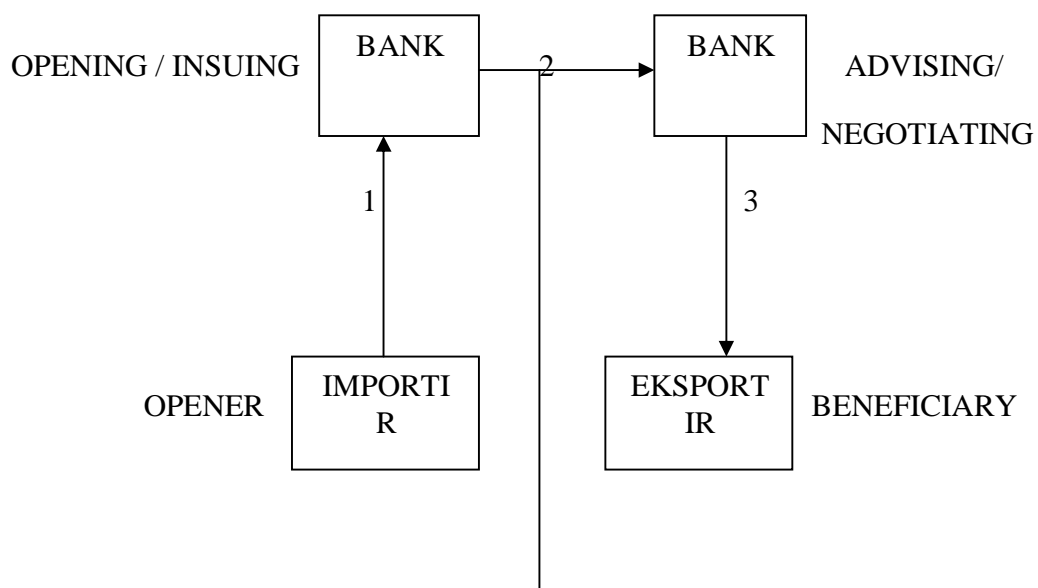 BANK
BANK
OPENING / INSUING
2
ADVISING/
NEGOTIATING
1
3
OPENER
IMPORTI
R
EKSPORT
IR
BENEFICIARY